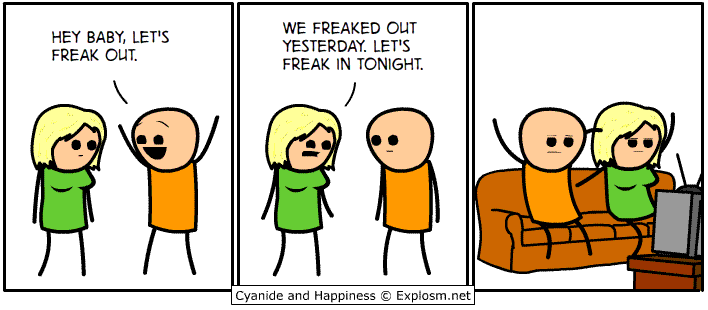 HEY BABY, LET'S
FREAK OUT.
WE FREAKED OUT
YESTERDAY. LET'S
FREAK IN TONIGHT.
Cyanide and Happiness © Explosm.net